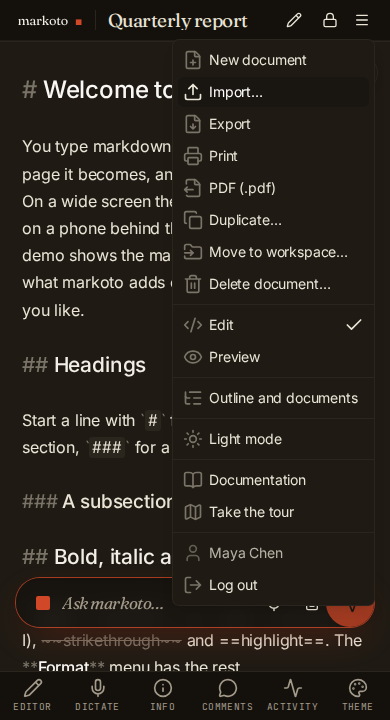 markoto
Quarterly report
New document
Import...
Export
Print
PDF (.pdf)
Duplicate...
Move to workspace...
Delete document...
Edit
Preview
Outline and documents
Light mode
Documentation
Take the tour
Maya Chen
Log out
# Welcome to
You type markdown
page it becomes, an
On a wide screen the
on a phone behind th
demo shows the ma
what markoto adds
you like.
## Headings
Start a line with `#`
section, `###` for a
### A subsection
## Bold, italic a
Ask markoto...
I), ~~strikethrough~~ and ==highlight==. The
**Format** menu has the rest
EDITOR
DICTATE
INFO
COMMENTS
ACTIVITY
THEME